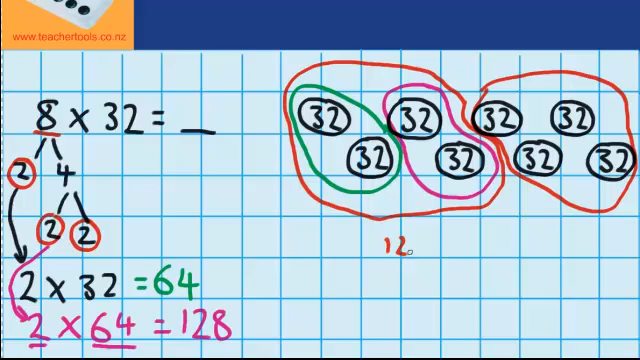 www.teachertools.co.nz
8 x 32 = __
2 4
2 2
2 x 32 = 64
2 x 64 = 128
32 32 32 32
32 32 32 32
12